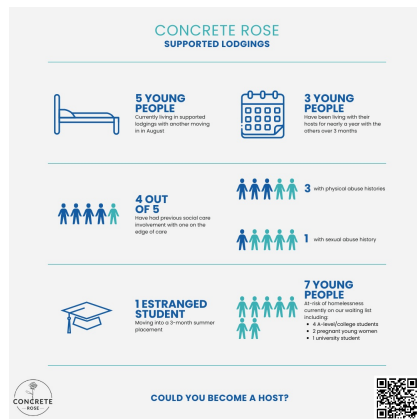 CONCRETE ROSE
SUPPORTED LODGINGS
5 YOUNG
PEOPLE
Currently living in supported
lodgings with another moving
in in August
3 YOUNG
PEOPLE
Have been living with their
hosts for nearly a year with the
others over 3 months
4 OUT
OF 5
Have had previous social care
involvement with one on the
edge of care
3 with physical abuse histories
1 with sexual abuse history
1 ESTRANGED
STUDENT
Moving into a 3-month summer
placement
7 YOUNG
PEOPLE
At-risk of homelessness
currently on our waiting list
including
• 4 A-level/college students
• 2 pregnant young women
• 1 university student
CONCRETE
ROSE
COULD YOU BECOME A HOST?